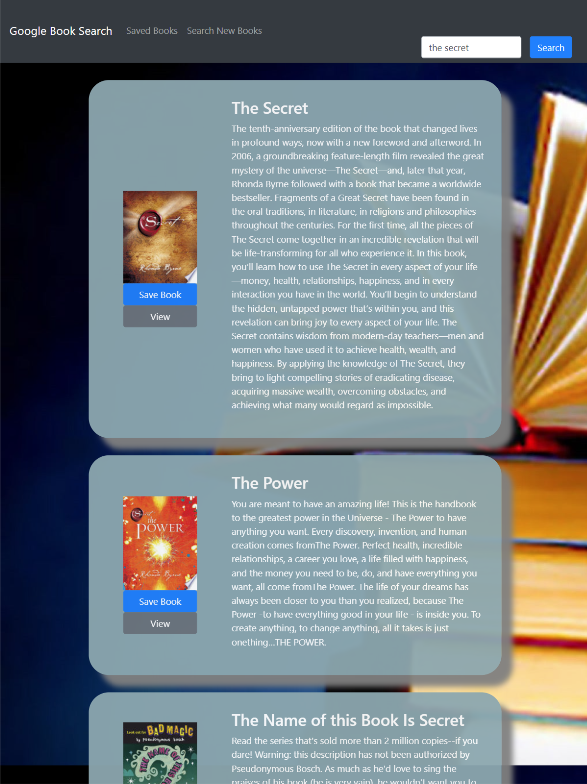 Google Book Search
Saved Books
Search New Books
the secret
Search
The Secret
The tenth-anniversary edition of the book that changed lives
in profound ways, now with a new foreword and afterword. In
2006, a groundbreaking feature-length film revealed the great
mystery of the universe—The Secret—and, later that year,
Rhonda Byrne followed with a book that became a worldwide
bestseller. Fragments of a Great Secret have been found in
the oral traditions, in literature, in religions and philosophies
throughout the centuries. For the first time, all the pieces of
The Secret come together in an incredible revelation that will
be life-transforming for all who experience it. In this book,
you'll learn how to use The Secret in every aspect of your life
—money, health, relationships, happiness, and in every
interaction you have in the world. You'll begin to understand
the hidden, untapped power that's within you, and this
revelation can bring joy to every aspect of your life. The
Secret contains wisdom from modern-day teachers—men and
women who have used it to achieve health, wealth, and
happiness. By applying the knowledge of The Secret, they
bring to light compelling stories of eradicating disease,
acquiring massive wealth, overcoming obstacles, and
achieving what many would regard as impossible.
Secret
Rhonda Byrne
Save Book
View
The Power
You are meant to have an amazing life! This is the handbook
to the greatest power in the Universe - The Power to have
anything you want. Every discovery, invention, and human
creation comes fromThe Power. Perfect health, incredible
relationships, a career you love, a life filled with happiness,
and the money you need to be, do, and have everything you
want, all come fromThe Power. The life of your dreams has
always been closer to you than you realized, because The
Power - to have everything good in your life - is inside you. To
create anything, to change anything, all it takes is just
onething...THE POWER.
Secret
the
POWER
Rhonda Byrne
Save Book
View
The Name of this Book Is Secret
Read the series that's sold more than 2 million copies--if you
dare! Warning: this description has not been authorized by
Pseudonymous Bosch. As much as he'd love to sing the
praises of his book (he is very vain), he wouldn't want you to
BAD MAGIC
by Pseudonymous Bosch
THE NAME OF